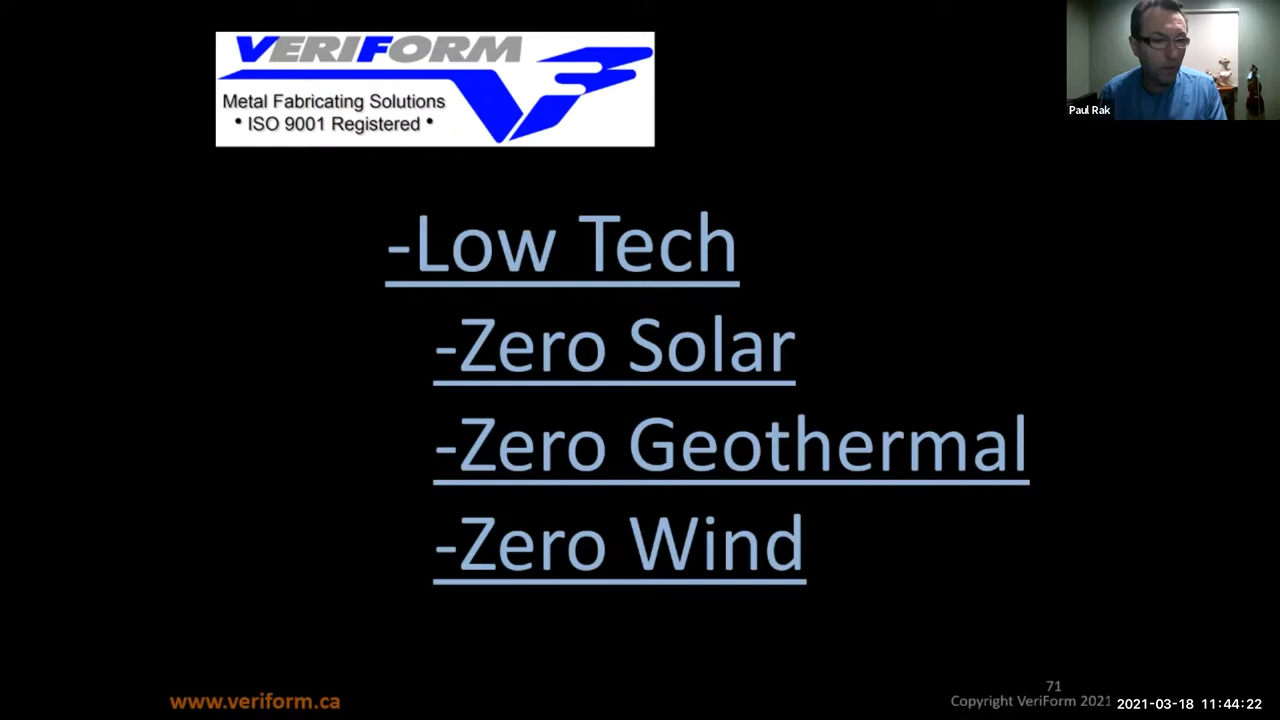 VERIFORM
Metal Fabricating Solutions
• ISO 9001 Registered •
Paul Rak
-Low Tech
-Zero Solar
-Zero Geothermal
-Zero Wind
71
www.veriform.ca
Copyright VeriForm 2021
2021-03-18 11:44:22